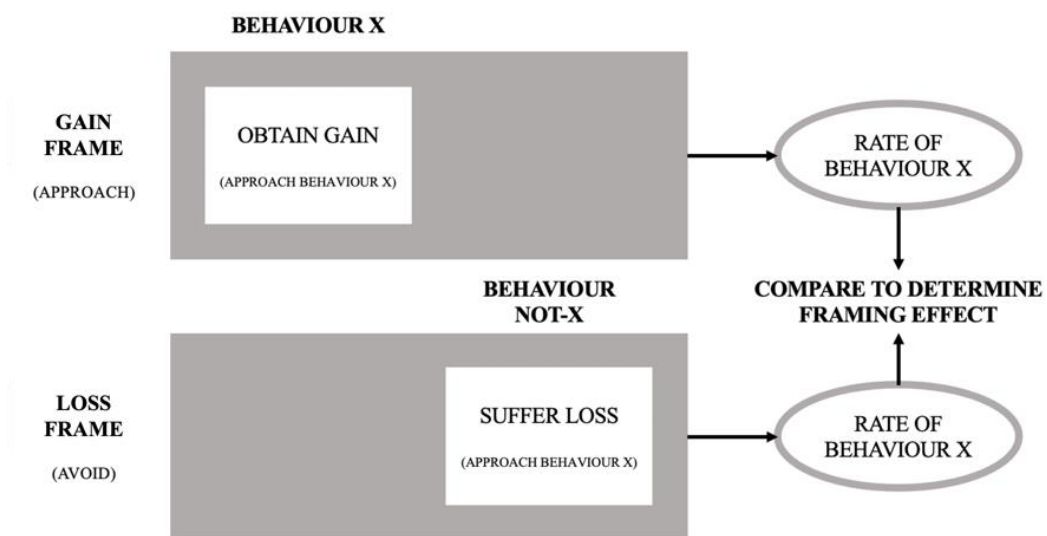 BEHAVIOUR X
GAIN
FRAME
(APPROACH)
OBTAIN GAIN
(APPROACH BEHAVIOUR X)
RATE OF
BEHAVIOUR X
BEHAVIOUR
NOT-X
COMPARE TO DETERMINE
FRAMING EFFECT
LOSS
FRAME
(AVOID)
SUFFER LOSS
(APPROACH BEHAVIOUR X)
RATE OF
BEHAVIOUR X